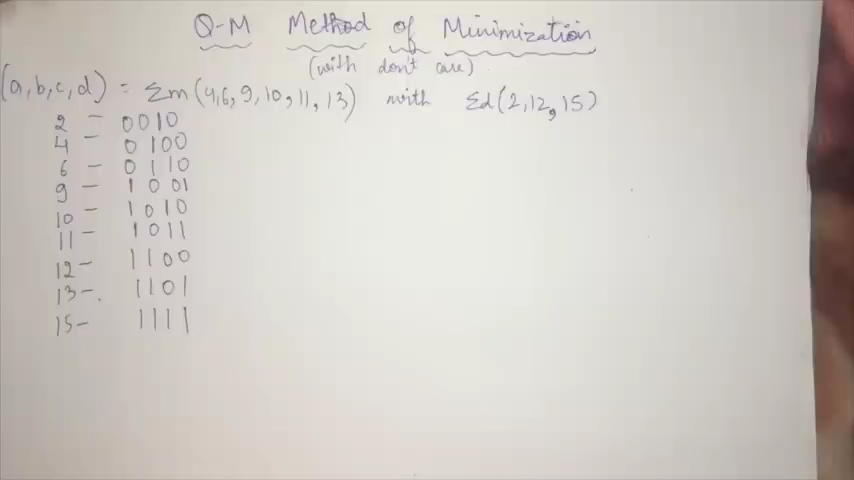 Q-M Method of Minimization
(with don't care)
(a,b,c,d) = Σm(4,6,9,10,11,13) with Σd(2,12,15)
2 - 0010
4 - 0100
6 - 0110
9 - 1001
10 - 1010
11 - 1011
12 - 1100
13 - 1101
15 - 1111